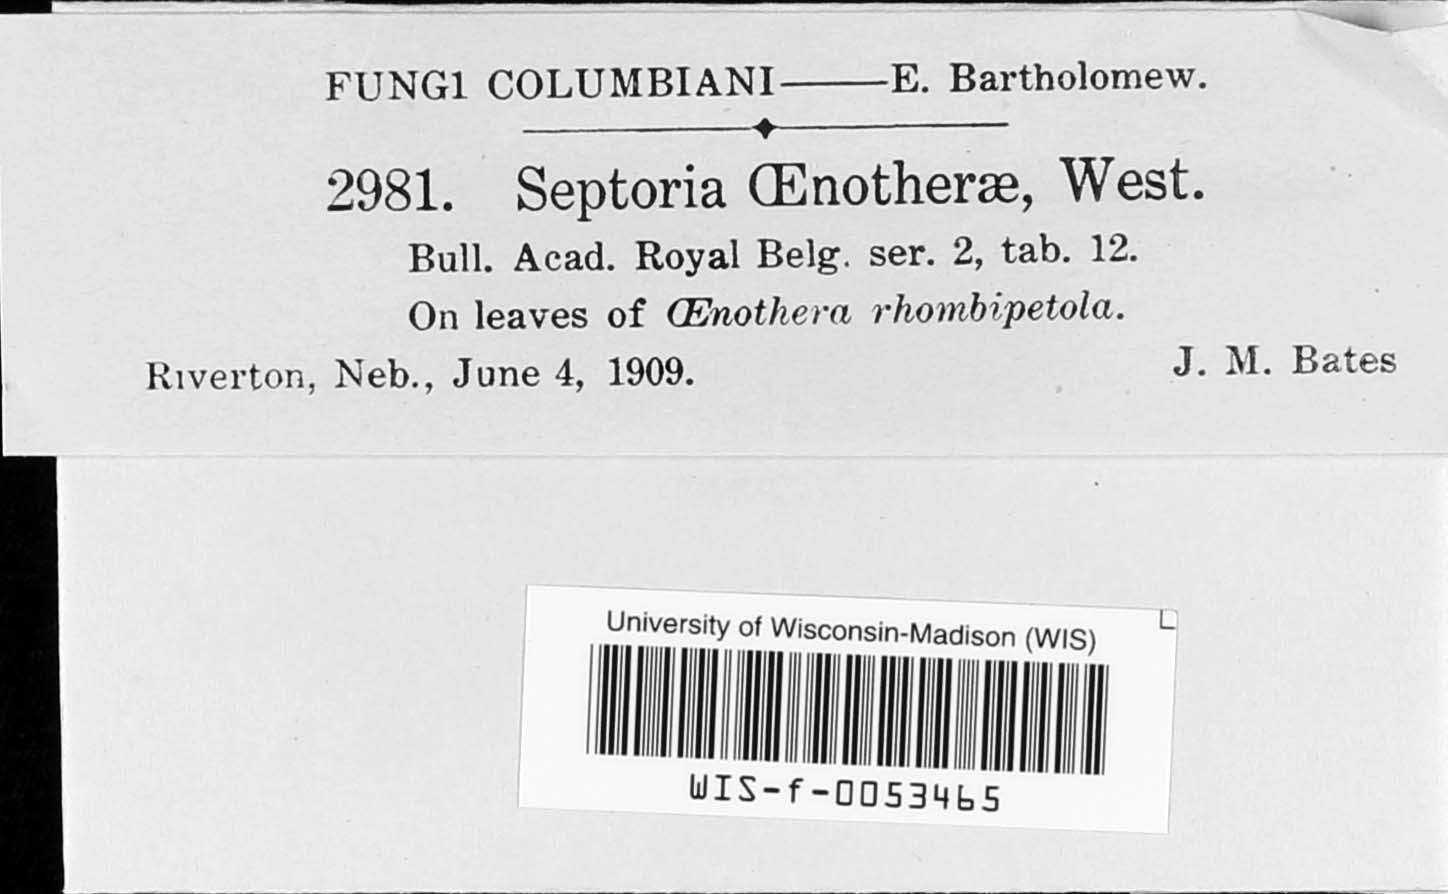 FUNGI COLUMBIANI——E. Bartholomew.
2981. Septoria Œnotheræ, West.
Bull. Acad. Royal Belg. ser. 2, tab. 12.
On leaves of Œnothera rhombipetola.
Riverton, Neb., June 4, 1909. J. M. Bates
University of Wisconsin-Madison (WIS)
WIS-f-0053465